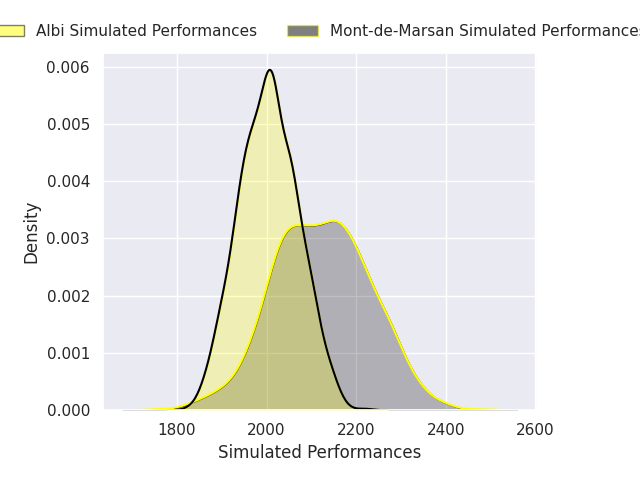 Albi Simulated Performances
Mont-de-Marsan Simulated Performances
0.006
0.005
0.004
0.003
0.002
0.001
0.000
Density
1800 2000 2200 2400 2600
Simulated Performances